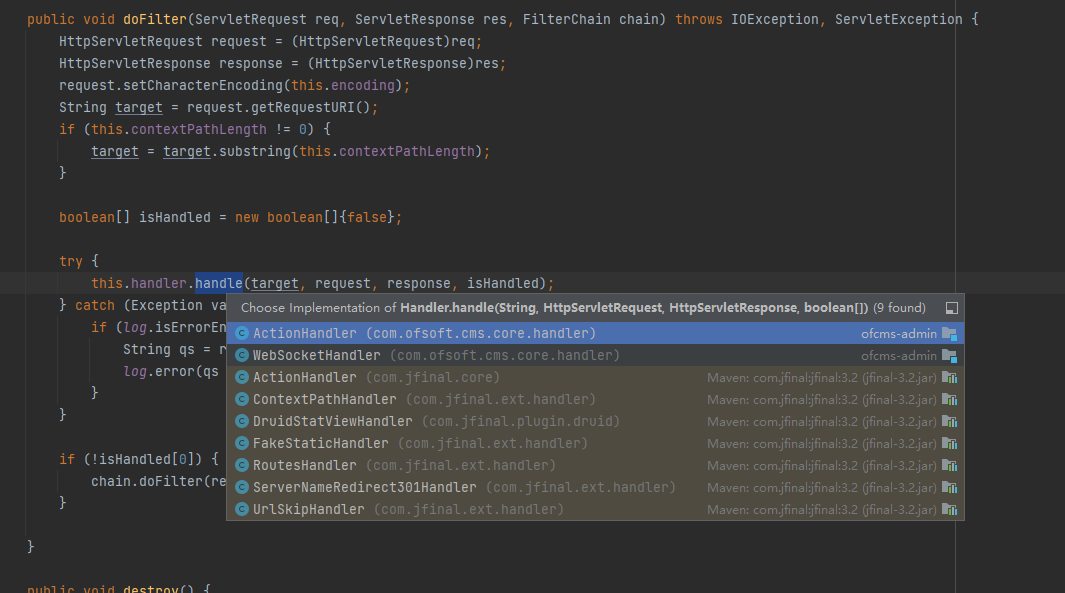 public void doFilter(ServletRequest req, ServletResponse res, FilterChain chain) throws IOException, ServletException {
HttpServletRequest request = (HttpServletRequest)req;
HttpServletResponse response = (HttpServletResponse)res;
request.setCharacterEncoding(this.encoding);
String target = request.getRequestURI();
if (this.contextPathLength != 0) {
target = target.substring(this.contextPathLength);
}
boolean[] isHandled = new boolean[]{false};
try {
this.handler.handle(target, request, response, isHandled);
} catch (Exception va
Choose Implementation of Handler.handle(String, HttpServletRequest, HttpServletResponse, boolean[]) (9 found)
if (log.isErrorEn
ActionHandler (com.ofsoft.cms.core.handler) ofcms-admin
String qs = r
WebSocketHandler (com.ofsoft.cms.core.handler) ofcms-admin
log.error(qs
ActionHandler (com.jfinal.core) Maven: com.jfinal:jfinal:3.2 (jfinal-3.2.jar)
}
ContextPathHandler (com.jfinal.ext.handler) Maven: com.jfinal:jfinal:3.2 (jfinal-3.2.jar)
}
DruidStatViewHandler (com.jfinal.plugin.druid) Maven: com.jfinal:jfinal:3.2 (jfinal-3.2.jar)
FakeStaticHandler (com.jfinal.ext.handler) Maven: com.jfinal:jfinal:3.2 (jfinal-3.2.jar)
if (!isHandled[0]) {
RoutesHandler (com.jfinal.ext.handler) Maven: com.jfinal:jfinal:3.2 (jfinal-3.2.jar)
chain.doFilter(re
ServerNameRedirect301Handler (com.jfinal.ext.handler) Maven: com.jfinal:jfinal:3.2 (jfinal-3.2.jar)
}
UrlSkipHandler (com.jfinal.ext.handler) Maven: com.jfinal:jfinal:3.2 (jfinal-3.2.jar)
}
public void destroy() {